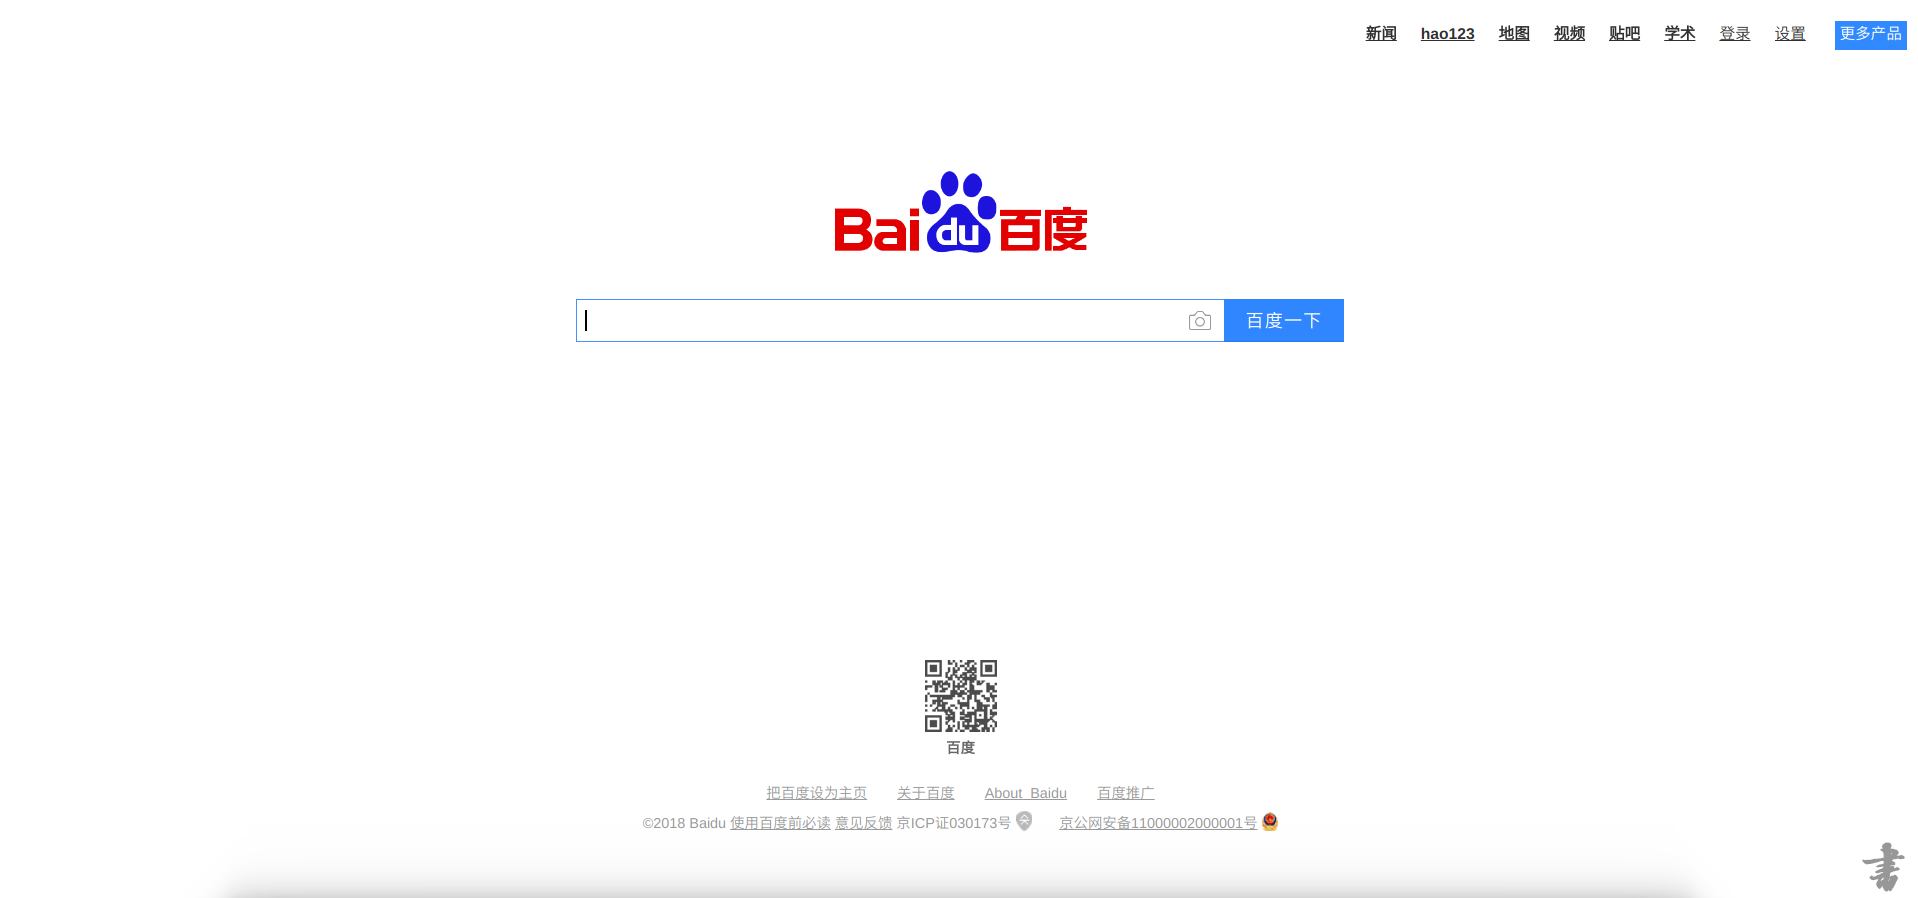 新闻 hao123 地图 视频 贴吧 学术 登录 设置 更多产品
Bai du 百度
百度一下
百度
把百度设为主页 关于百度 About Baidu 百度推广
©2018 Baidu 使用百度前必读 意见反馈 京ICP证030173号 京公网安备11000002000001号
書